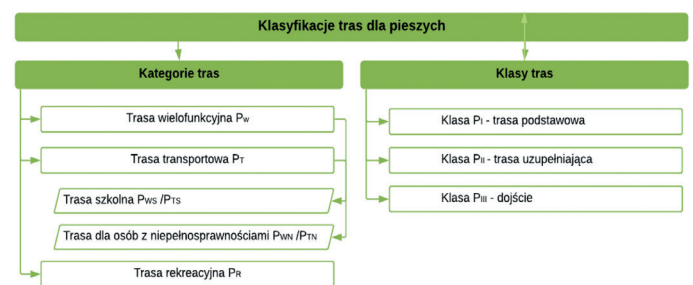 Klasyfikacje tras dla pieszych
Kategorie tras
Trasa wielofunkcyjna Pw
Trasa transportowa PT
Trasa szkolna PWS /PTS
Trasa dla osób z niepełnosprawnościami PWN /PTN
Trasa rekreacyjna PR
Klasy tras
Klasa PI - trasa podstawowa
Klasa PII - trasa uzupełniająca
Klasa PIII - dojście